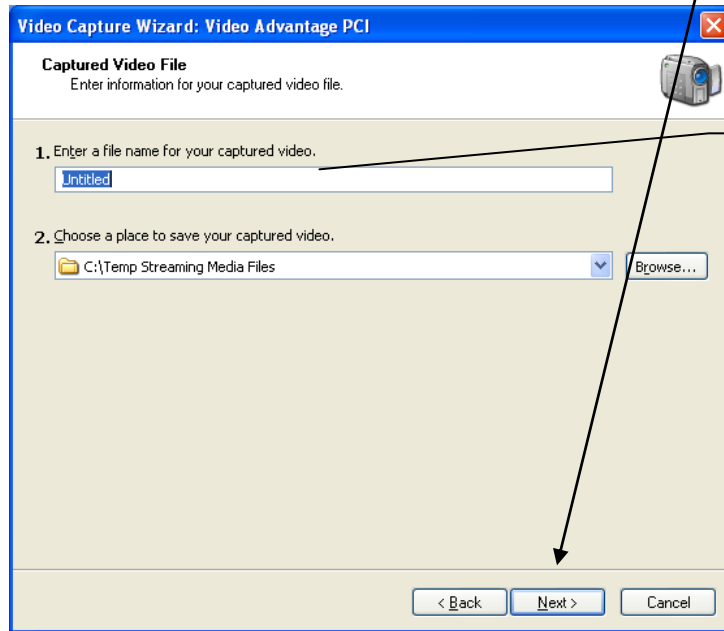 Video Capture Wizard: Video Advantage PCI
Captured Video File
Enter information for your captured video file.
1. Enter a file name for your captured video.
Untitled
2. Choose a place to save your captured video.
C:\Temp Streaming Media Files
Browse...
< Back
Next >
Cancel